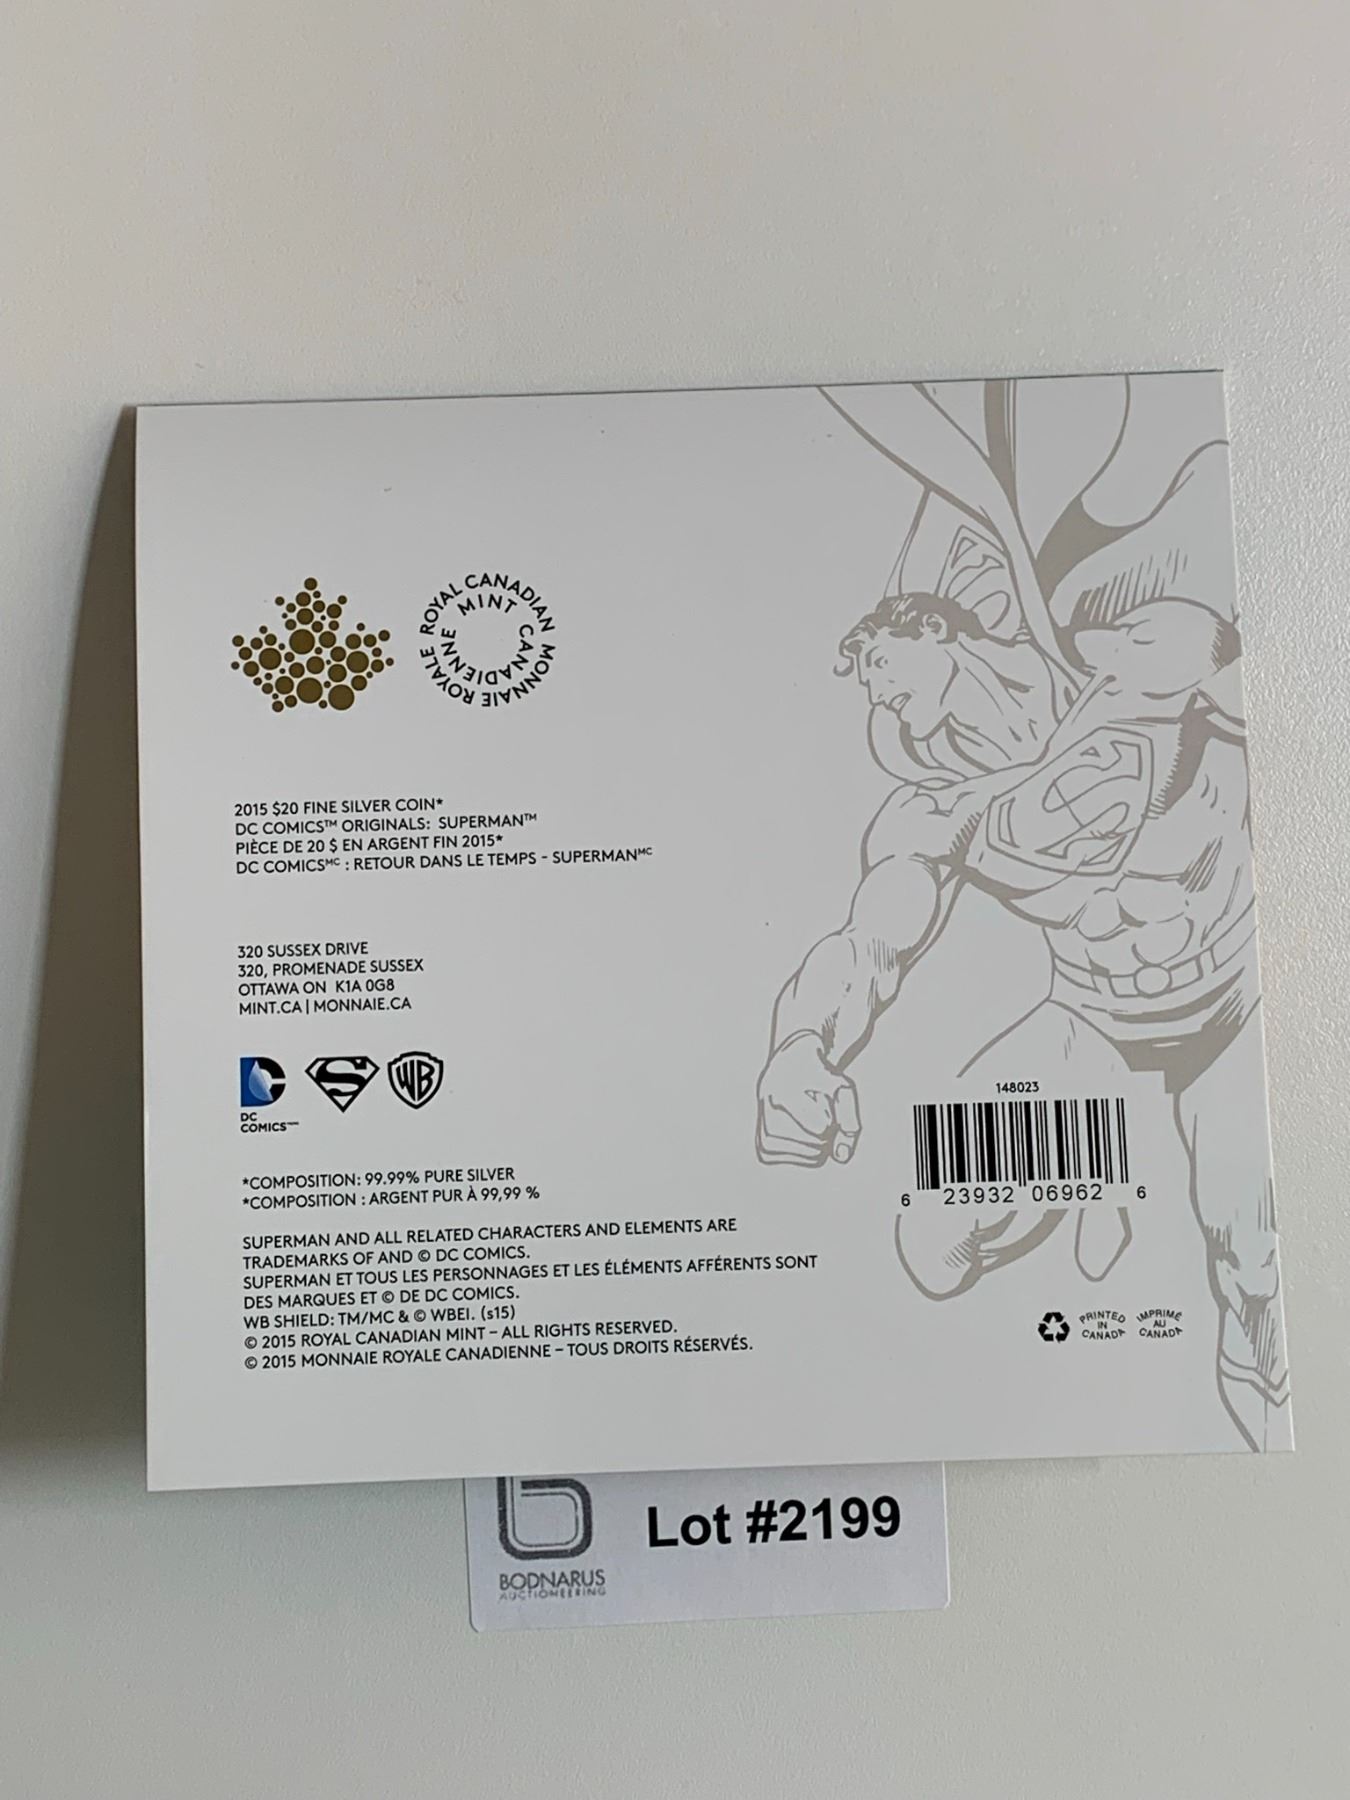 ROYAL CANADIAN MINT
MONNAIE ROYALE CANADIENNE
2015 $20 FINE SILVER COIN*
DC COMICS™ ORIGINALS: SUPERMAN™
PIÈCE DE 20 $ EN ARGENT FIN 2015*
DC COMICSᴹᶜ : RETOUR DANS LE TEMPS - SUPERMANᴹᶜ
320 SUSSEX DRIVE
320, PROMENADE SUSSEX
OTTAWA ON K1A 0G8
MINT.CA | MONNAIE.CA
DC
S
WB
DC
COMICS
*COMPOSITION: 99.99% PURE SILVER
*COMPOSITION : ARGENT PUR À 99,99 %
SUPERMAN AND ALL RELATED CHARACTERS AND ELEMENTS ARE
TRADEMARKS OF AND © DC COMICS.
SUPERMAN ET TOUS LES PERSONNAGES ET LES ÉLÉMENTS AFFÉRENTS SONT
DES MARQUES ET © DE DC COMICS.
WB SHIELD: TM/MC & © WBEI. (s15)
© 2015 ROYAL CANADIAN MINT – ALL RIGHTS RESERVED.
© 2015 MONNAIE ROYALE CANADIENNE – TOUS DROITS RÉSERVÉS.
148023
6 23932 06962 6
PRINTED
IN
CANADA
IMPRIMÉ
AU
CANADA
BODNARUS
AUCTIONEERING
Lot #2199